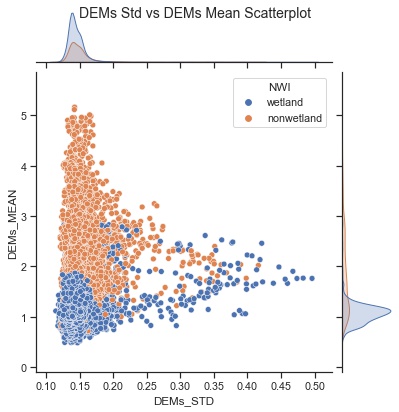 DEMs Std vs DEMs Mean Scatterplot
NWI
wetland
nonwetland
DEMs_MEAN
5
4
3
2
1
0
0.10 0.15 0.20 0.25 0.30 0.35 0.40 0.45 0.50
DEMs_STD